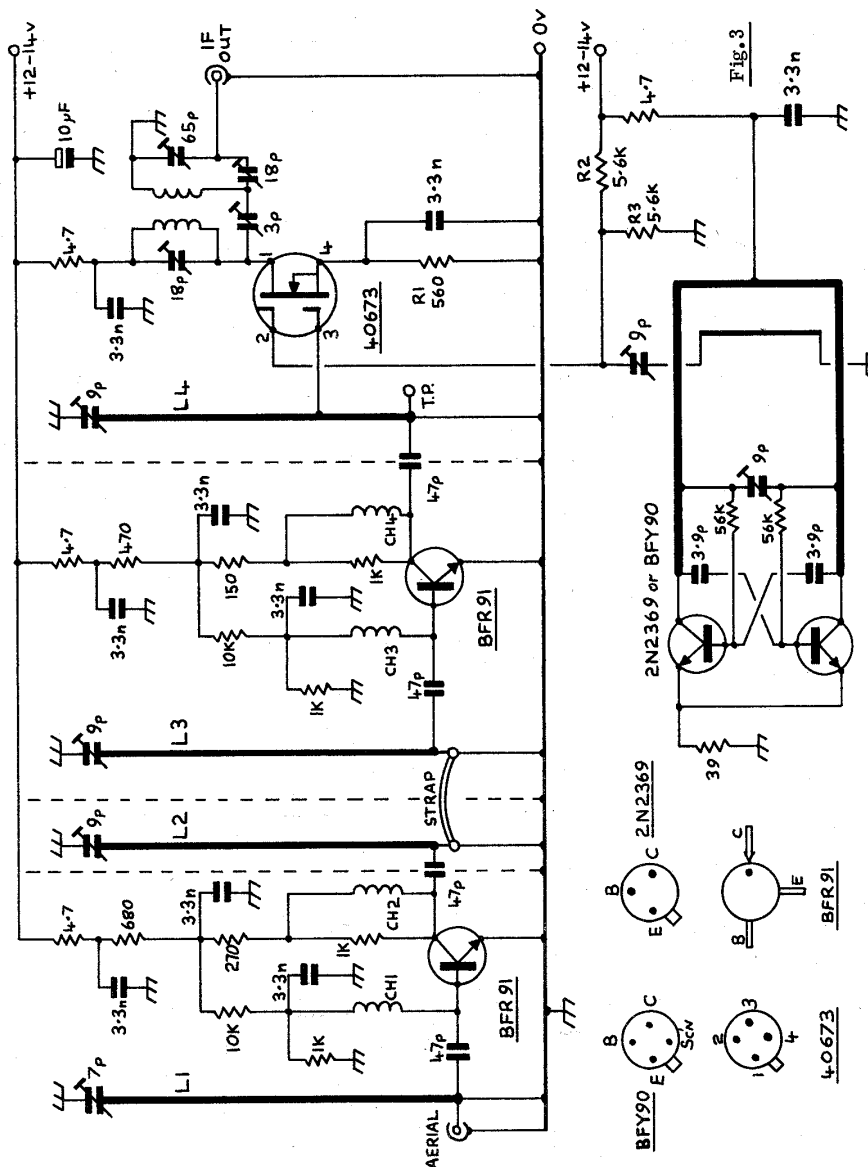 +12-14V
7p
L1
AERIAL
47p
1K
10K
3.3n
4.7
680
3.3n
3.3n
270
CH1
1K
CH2
BFR91
47p
9p
L2
STRAP
9p
L3
47p
1K
10K
3.3n
4.7
470
3.3n
3.3n
150
CH3
1K
CH4
BFR91
47p
9p
L4
T.P.
3.3n
4.7
18p
10µF
65p
3p
18p
IF
OUT
1
2
3
4
40673
R1
560
3.3n
0V
BFY90
B
E
C
SCN
B
E
C
2N2369
1
2
3
4
40673
B
C
E
BFR91
39
2N2369 or BFY90
3.9p
56K
9p
56K
3.9p
9p
R2
5.6K
R3
5.6K
+12-14V
4.7
3.3n
Fig.3